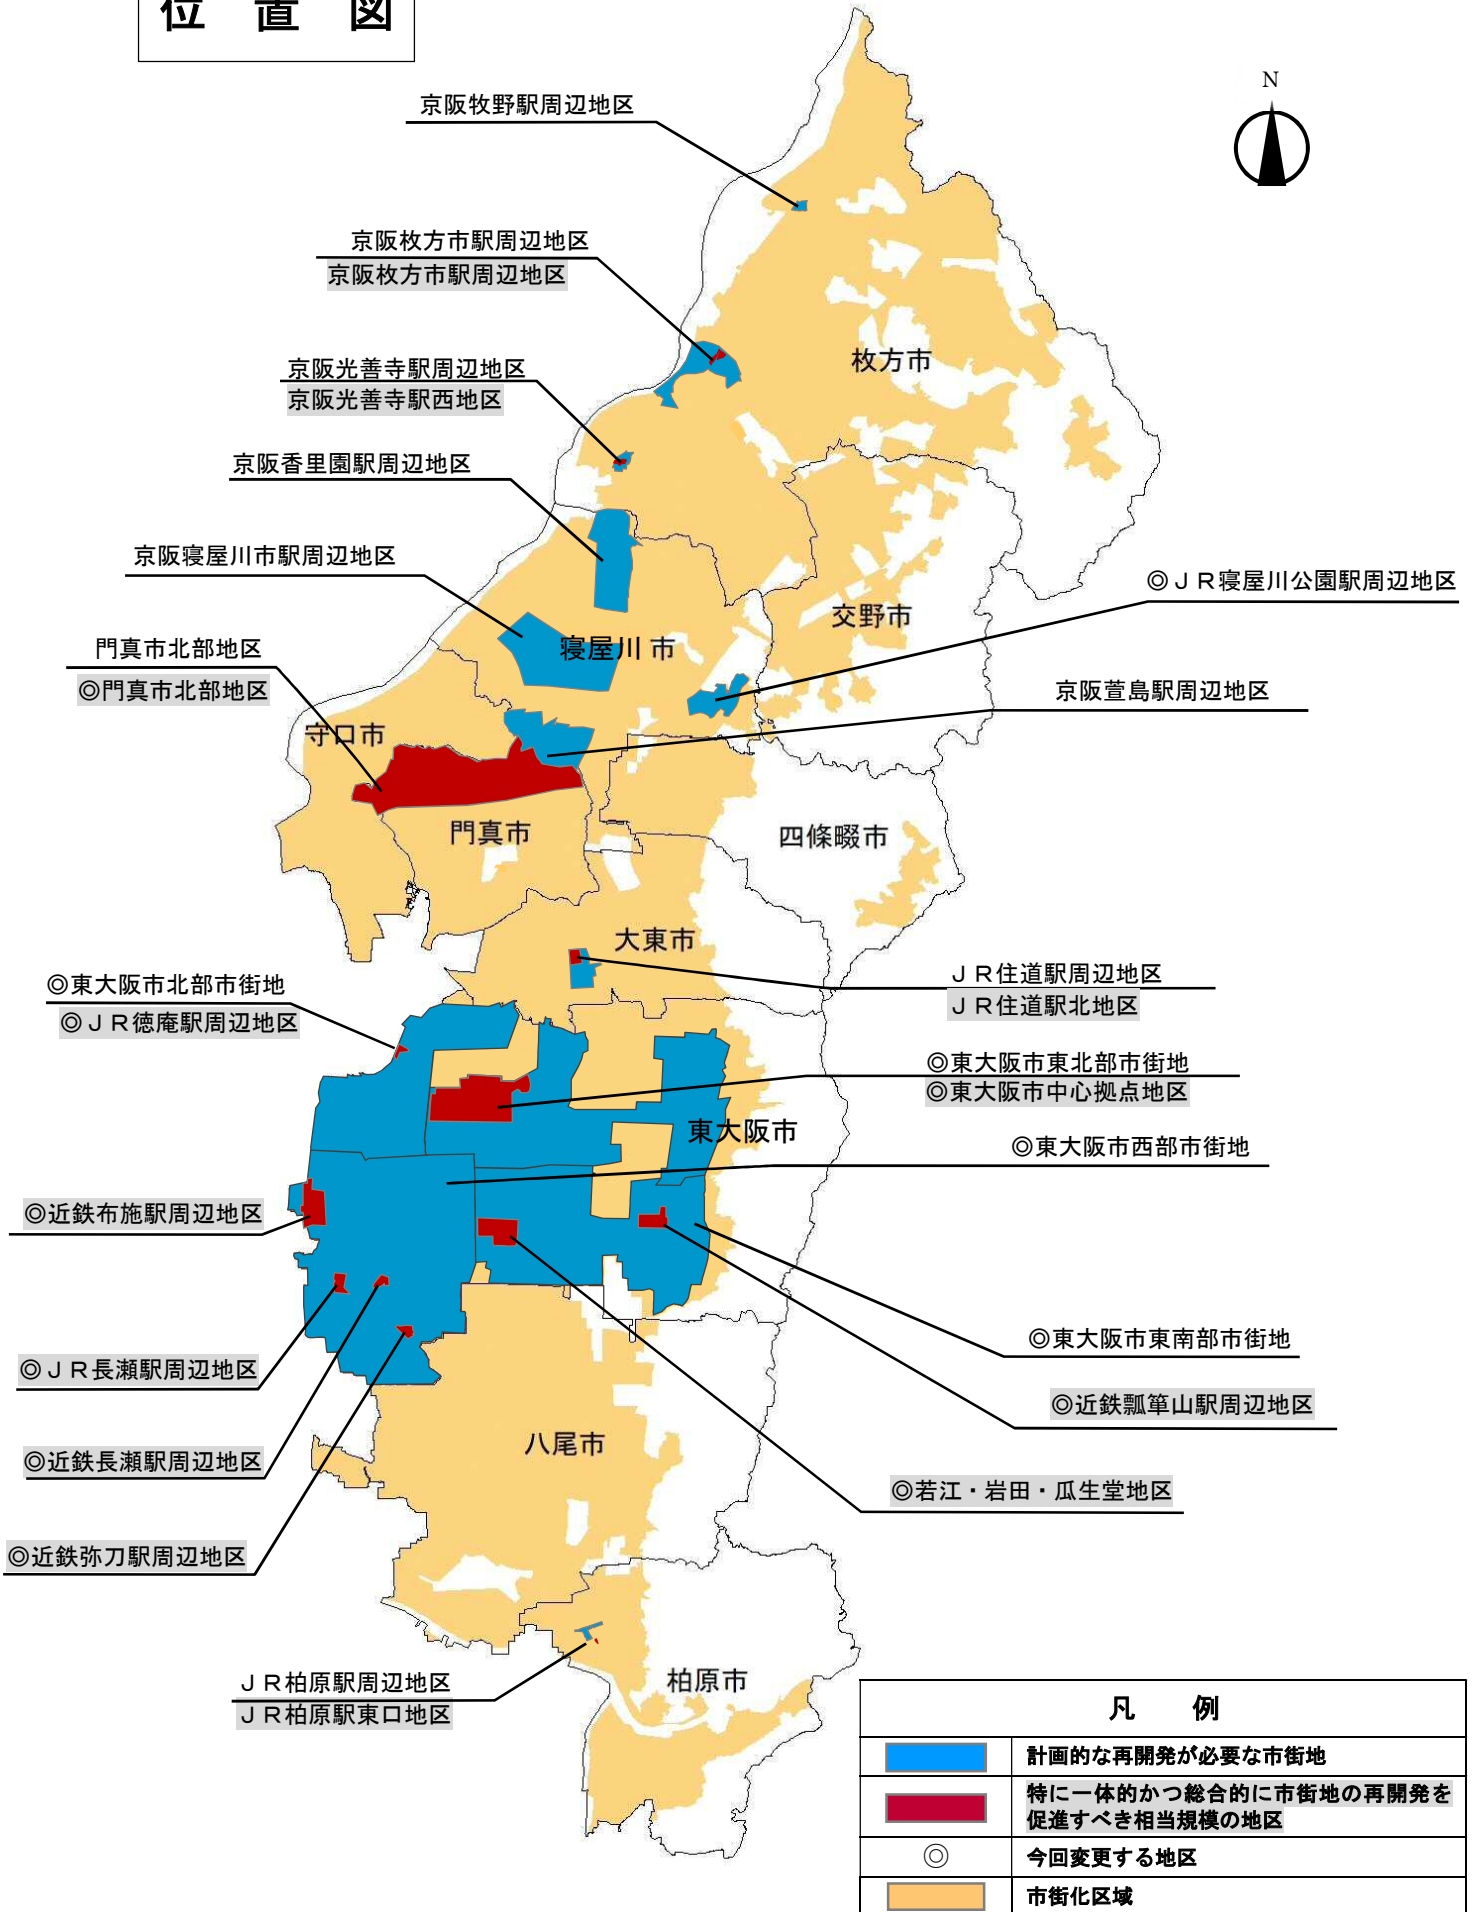 位 置 図
N
京阪牧野駅周辺地区
京阪枚方市駅周辺地区
京阪枚方市駅周辺地区
枚方市
京阪光善寺駅周辺地区
京阪光善寺駅西地区
京阪香里園駅周辺地区
京阪寝屋川市駅周辺地区
◎ＪＲ寝屋川公園駅周辺地区
交野市
門真市北部地区
◎門真市北部地区
寝屋川 市
京阪萱島駅周辺地区
守口市
門真市
四條畷市
大東市
◎東大阪市北部市街地
◎ＪＲ徳庵駅周辺地区
ＪＲ住道駅周辺地区
ＪＲ住道駅北地区
◎東大阪市東北部市街地
◎東大阪市中心拠点地区
東大阪市
◎東大阪市西部市街地
◎近鉄布施駅周辺地区
◎東大阪市東南部市街地
◎ＪＲ長瀬駅周辺地区
◎近鉄瓢箪山駅周辺地区
八尾市
◎近鉄長瀬駅周辺地区
◎若江・岩田・瓜生堂地区
◎近鉄弥刀駅周辺地区
ＪＲ柏原駅周辺地区
ＪＲ柏原駅東口地区
柏原市
凡 例
計画的な再開発が必要な市街地
特に一体的かつ総合的に市街地の再開発を
促進すべき相当規模の地区
◎ 今回変更する地区
市街化区域